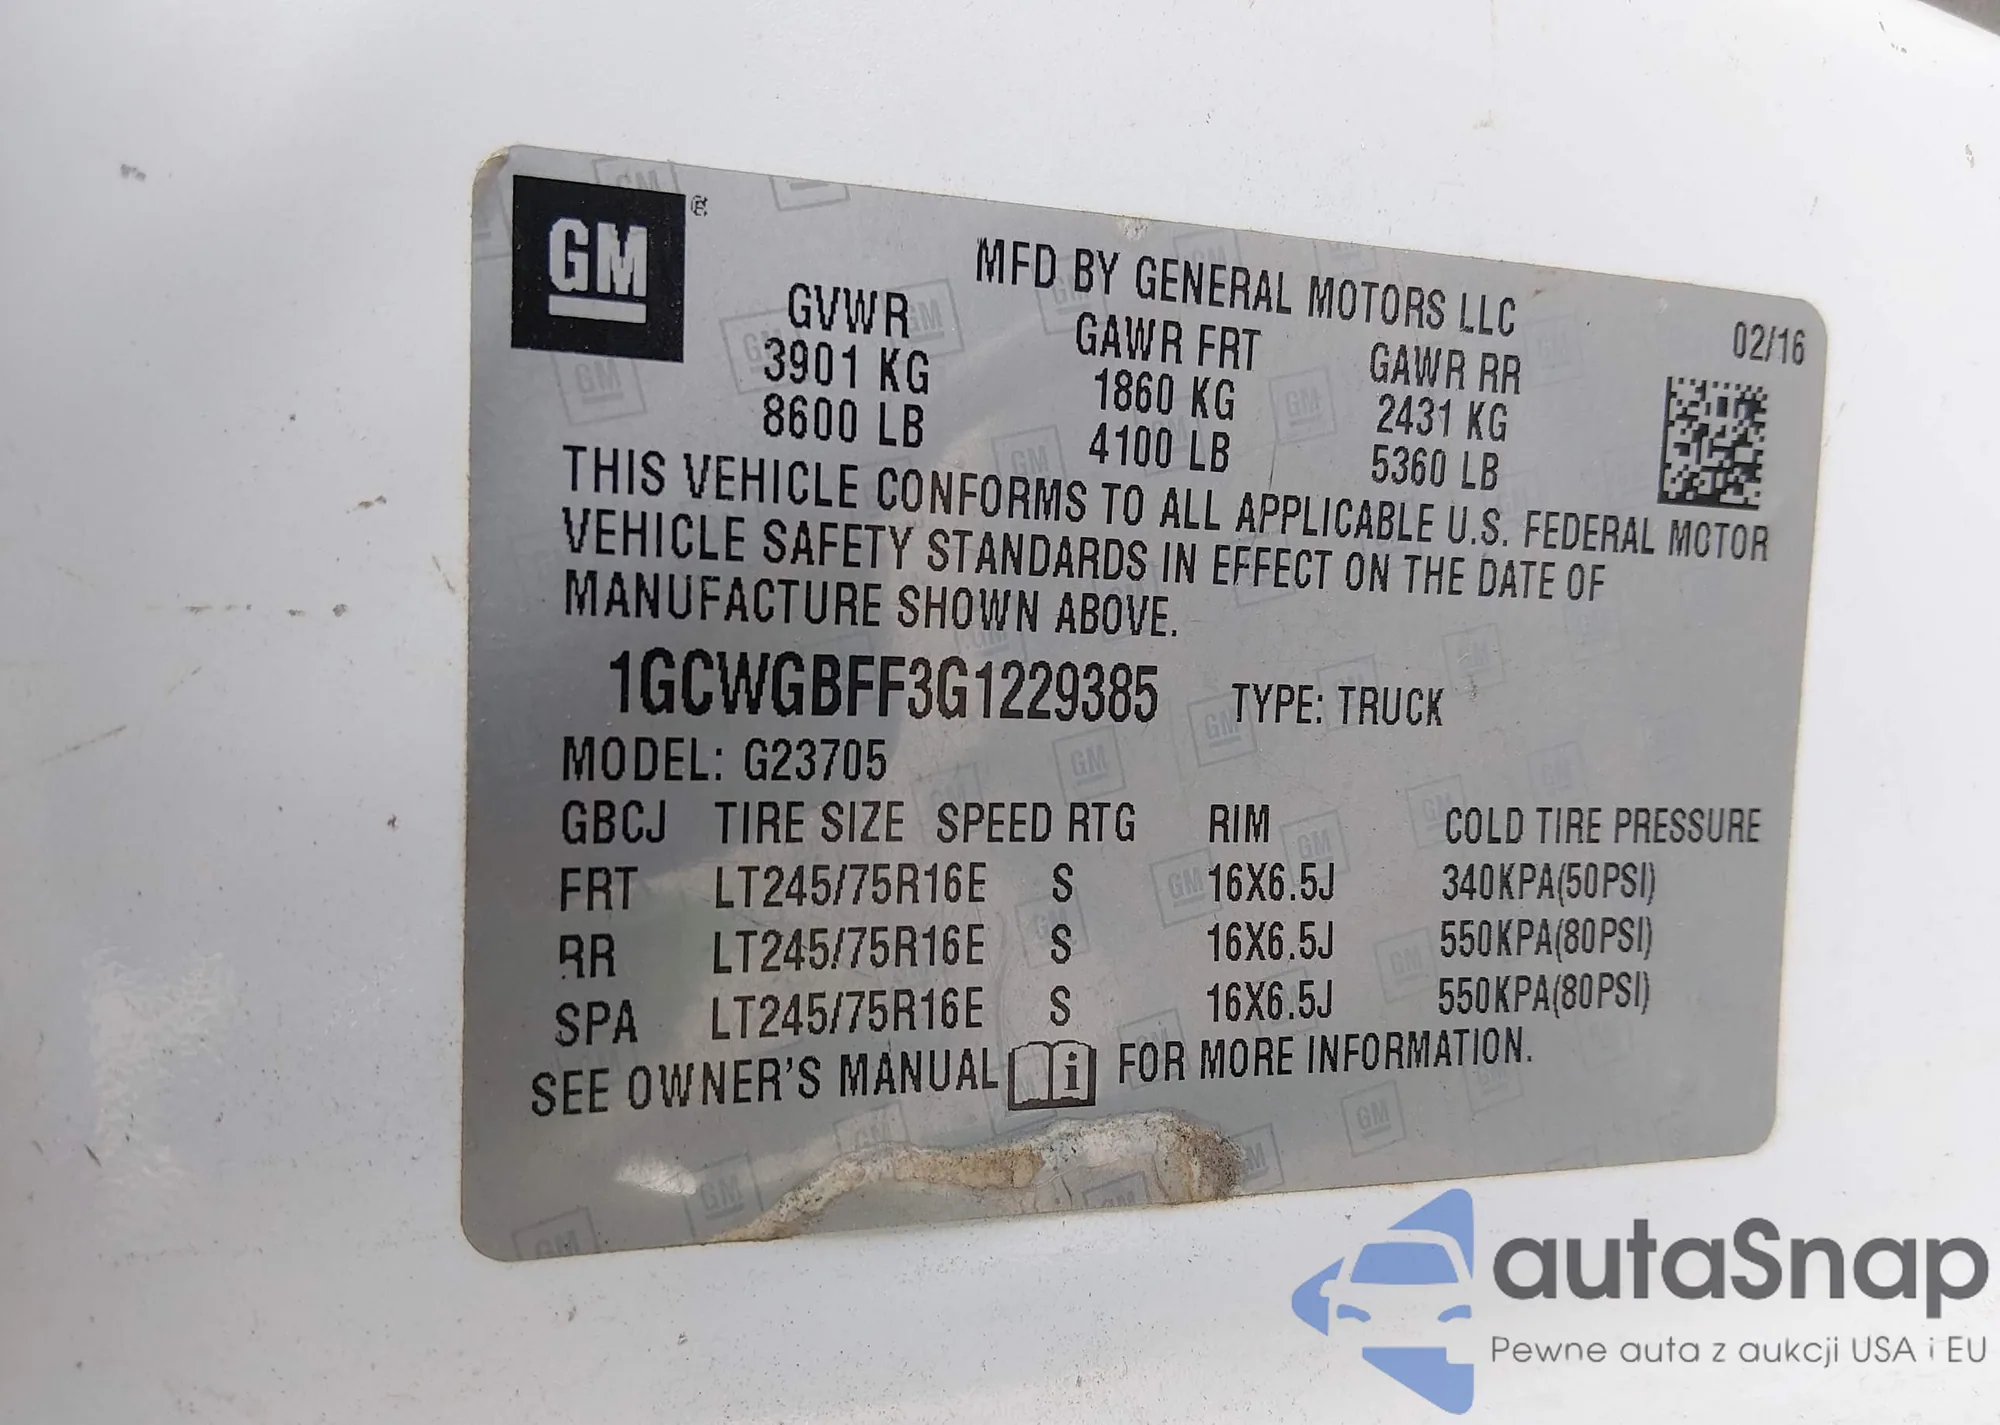 GM®
MFD BY GENERAL MOTORS LLC
02/16
GVWR GAWR FRT GAWR RR
3901 KG 1860 KG 2431 KG
8600 LB 4100 LB 5360 LB
THIS VEHICLE CONFORMS TO ALL APPLICABLE U.S. FEDERAL MOTOR
VEHICLE SAFETY STANDARDS IN EFFECT ON THE DATE OF
MANUFACTURE SHOWN ABOVE.
1GCWGBFF3G1229385 TYPE: TRUCK
MODEL: G23705
GBCJ TIRE SIZE SPEED RTG RIM COLD TIRE PRESSURE
FRT LT245/75R16E S 16X6.5J 340KPA(50PSI)
RR LT245/75R16E S 16X6.5J 550KPA(80PSI)
SPA LT245/75R16E S 16X6.5J 550KPA(80PSI)
SEE OWNER'S MANUAL i FOR MORE INFORMATION.
autaSnap
Pewne auta z aukcji USA i EU